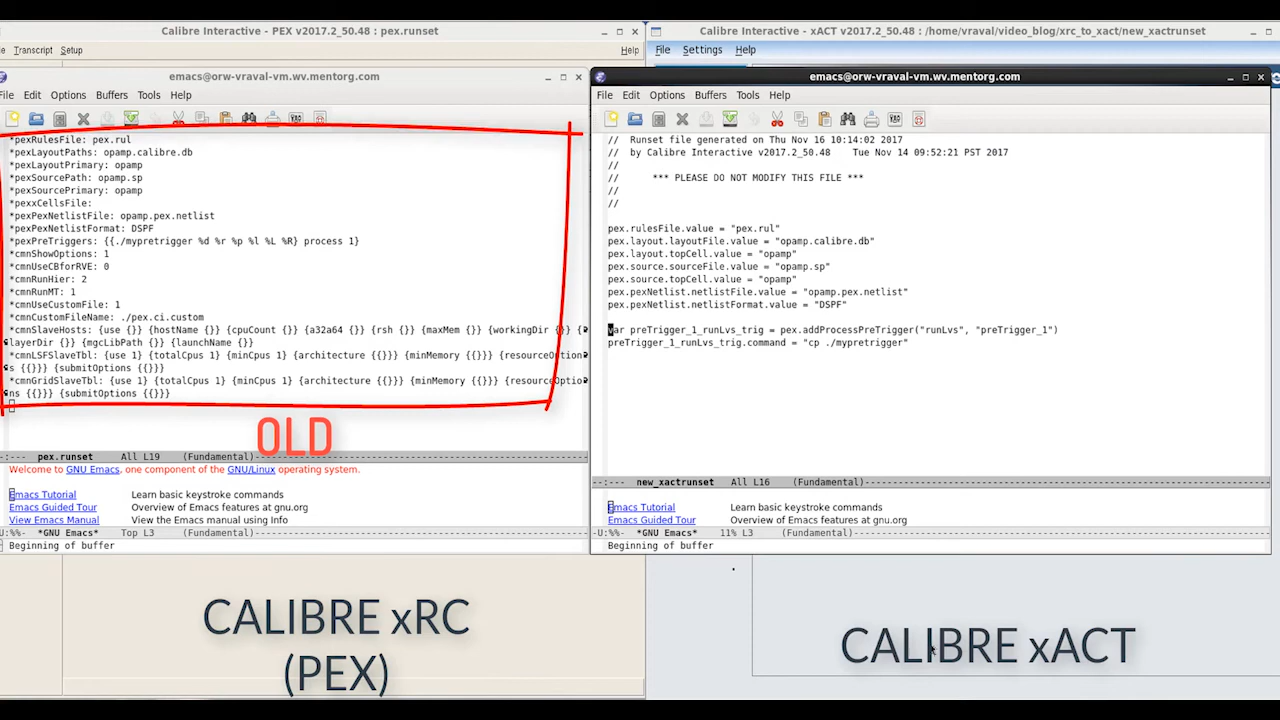 Calibre Interactive - PEX v2017.2_50.48 : pex.runset
Transcript Setup Help
emacs@orw-vraval-vm.wv.mentorg.com
File Edit Options Buffers Tools Help
*pexRulesFile: pex.rul
*pexLayoutPaths: opamp.calibre.db
*pexLayoutPrimary: opamp
*pexSourcePath: opamp.sp
*pexSourcePrimary: opamp
*pexxCellsFile:
*pexPexNetlistFile: opamp.pex.netlist
*pexPexNetlistFormat: DSPF
*pexPreTriggers: {{./mypretrigger %d %r %p %l %L %R} process 1}
*cmnShowOptions: 1
*cmnUseCBforRVE: 0
*cmnRunHier: 2
*cmnRunMT: 1
*cmnUseCustomFile: 1
*cmnCustomFileName: ./pex.ci.custom
*cmnSlaveHosts: {use {}} {hostName {}} {cpuCount {}} {a32a64 {}} {rsh {}} {maxMem {}} {workingDir {}} {
layerDir {}} {mgcLibPath {}} {launchName {}}
*cmnLSFSlaveTbl: {use 1} {totalCpus 1} {minCpus 1} {architecture {{}}} {minMemory {{}}} {resourceOption
s {{}}} {submitOptions {{}}}
*cmnGridSlaveTbl: {use 1} {totalCpus 1} {minCpus 1} {architecture {{}}} {minMemory {{}}} {resourceOptio
ns {{}}} {submitOptions {{}}}
OLD
-:--- pex.runset All L19 (Fundamental)
Welcome to GNU Emacs, one component of the GNU/Linux operating system.
Emacs Tutorial Learn basic keystroke commands
Emacs Guided Tour Overview of Emacs features at gnu.org
View Emacs Manual View the Emacs manual using Info
-U:%%- *GNU Emacs* Top L3 (Fundamental)
Beginning of buffer
CALIBRE xRC
(PEX)
Calibre Interactive - xACT v2017.2_50.48 : /home/vraval/video_blog/xrc_to_xact/new_xactrunset
File Settings Help
emacs@orw-vraval-vm.wv.mentorg.com
File Edit Options Buffers Tools Help
// Runset file generated on Thu Nov 16 10:14:02 2017
// by Calibre Interactive v2017.2_50.48 Tue Nov 14 09:52:21 PST 2017
//
// *** PLEASE DO NOT MODIFY THIS FILE ***
//
//
pex.rulesFile.value = "pex.rul"
pex.layout.layoutFile.value = "opamp.calibre.db"
pex.layout.topCell.value = "opamp"
pex.source.sourceFile.value = "opamp.sp"
pex.source.topCell.value = "opamp"
pex.pexNetlist.netlistFile.value = "opamp.pex.netlist"
pex.pexNetlist.netlistFormat.value = "DSPF"
var preTrigger_1_runLvs_trig = pex.addProcessPreTrigger("runLvs", "preTrigger_1")
preTrigger_1_runLvs_trig.command = "cp ./mypretrigger"
--:--- new_xactrunset All L16 (Fundamental)
Emacs Tutorial Learn basic keystroke commands
Emacs Guided Tour Overview of Emacs features at gnu.org
-U:%%- *GNU Emacs* 11% L3 (Fundamental)
Beginning of buffer
CALIBRE xACT